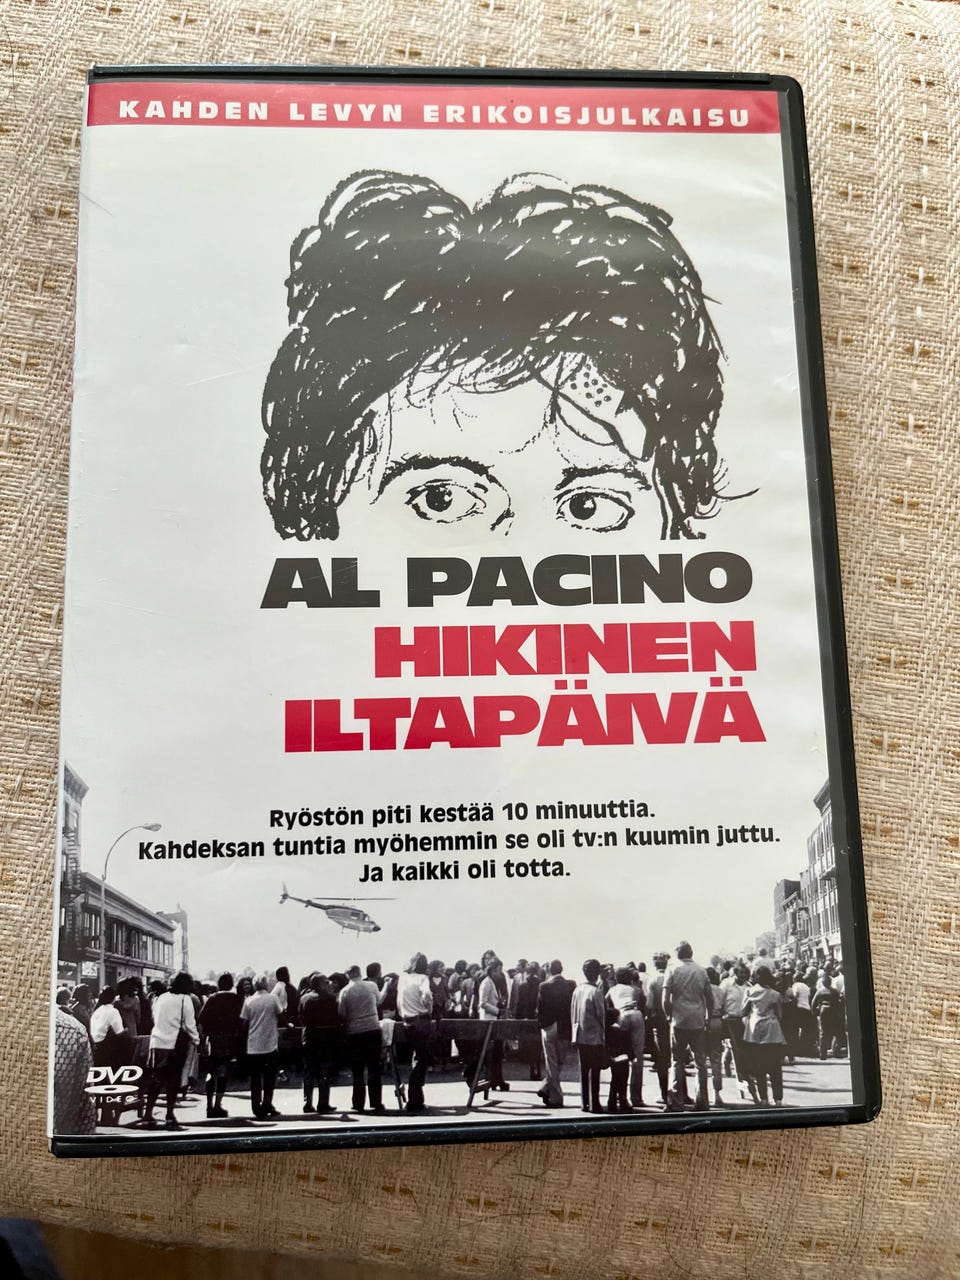 KAHDEN LEVYN ERIKOISJULKAISU
AL PACINO
HIKINEN
ILTAPÄIVÄ
Ryöstön piti kestää 10 minuuttia.
Kahdeksan tuntia myöhemmin se oli tv:n kuumin juttu.
Ja kaikki oli totta.
DVD
VIDEO